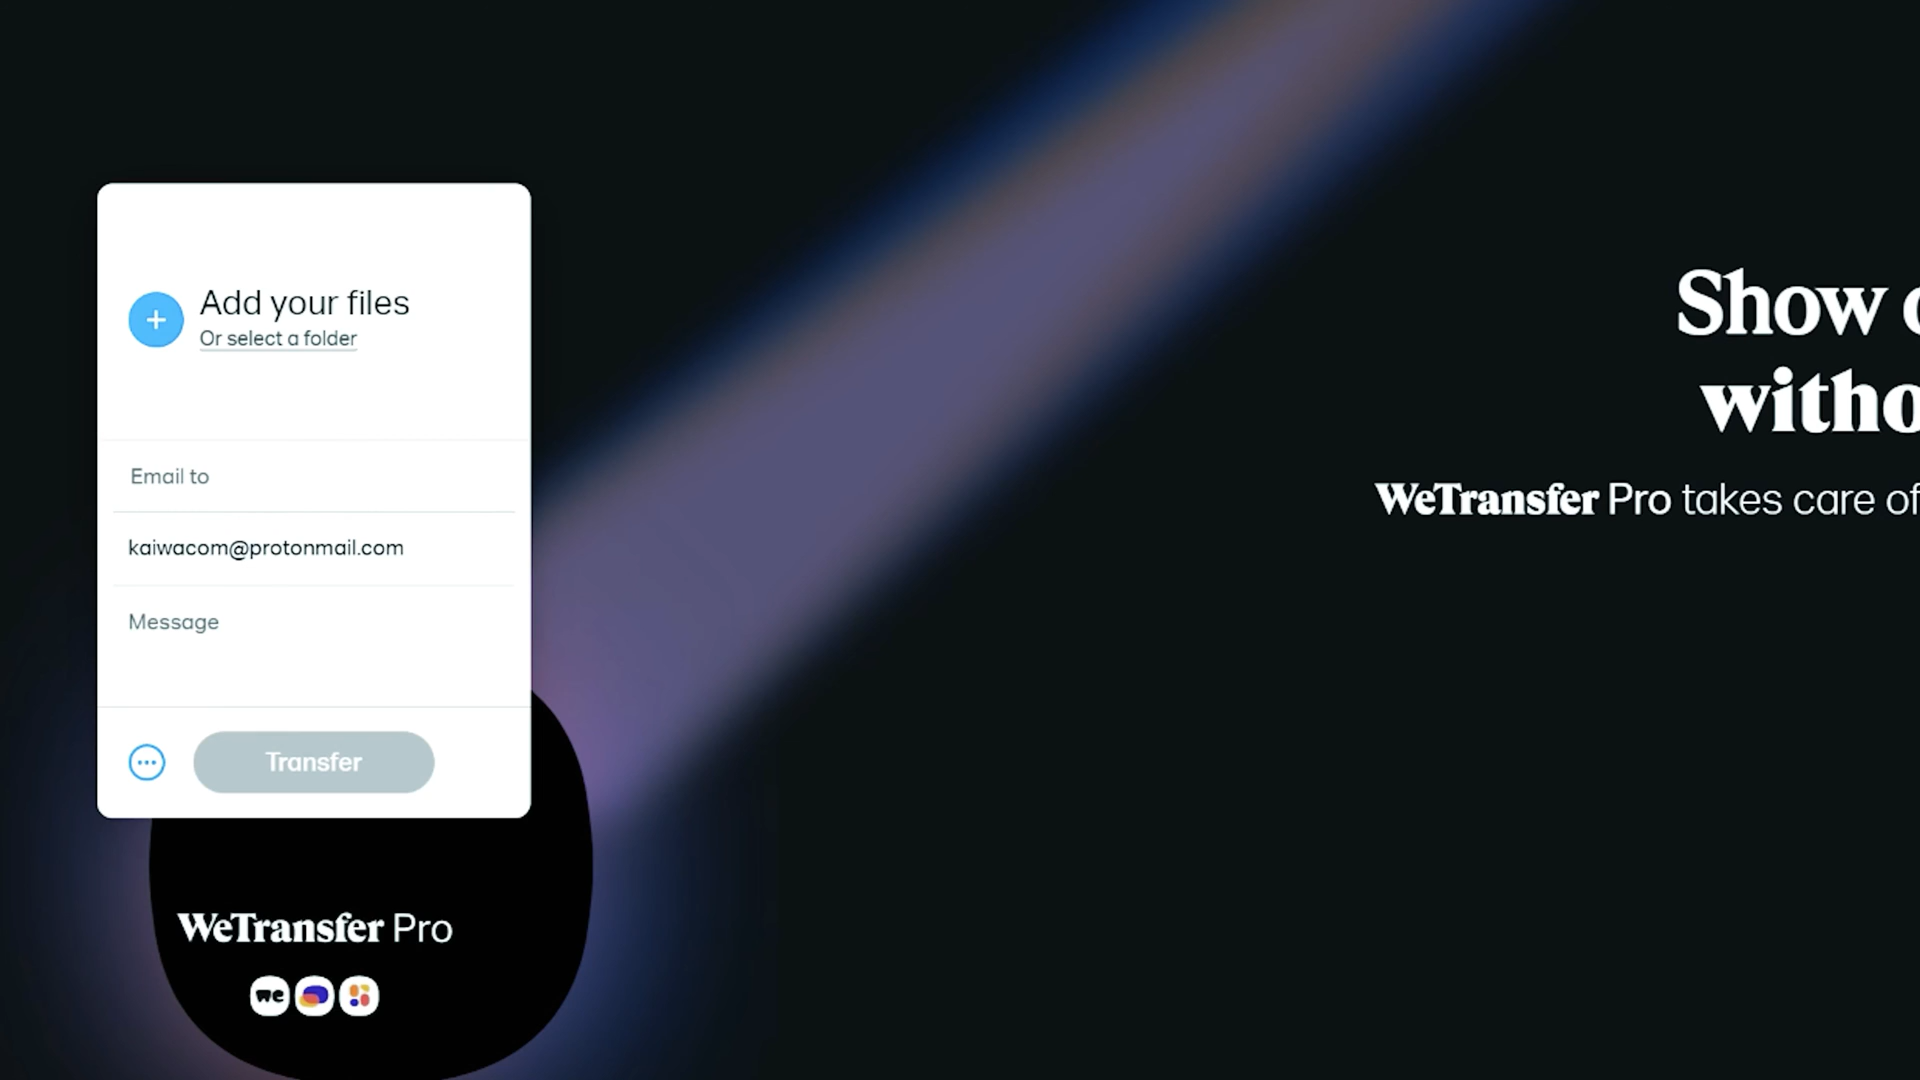 Add your files
Or select a folder
Email to
kaiwacom@protonmail.com
Message
Transfer
WeTransfer Pro
we
Show
witho
WeTransfer Pro takes care of